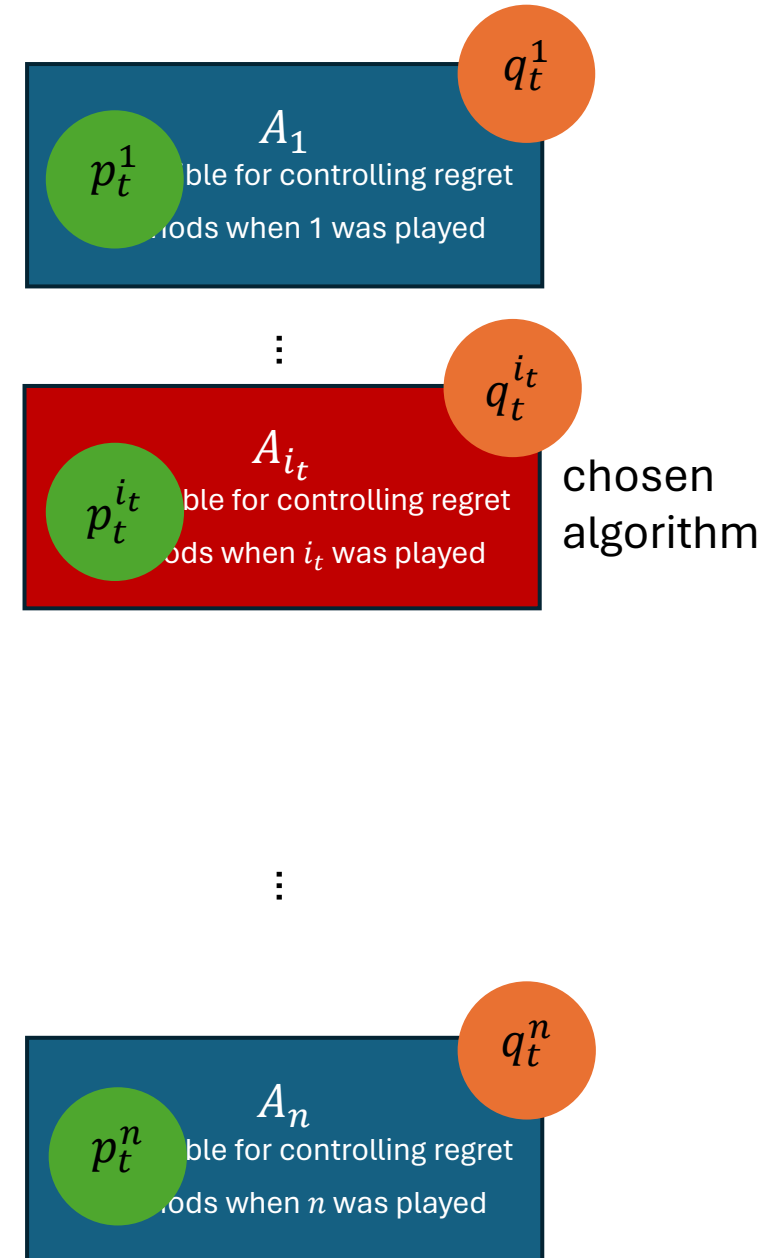 q_t^1
A_1
p_t^1 ble for controlling regret
when 1 was played
⋮
q_t^{i_t}
A_{i_t}
chosen
p_t^{i_t} ble for controlling regret
algorithm
ods when i_t was played
⋮
q_t^n
A_n
p_t^n ble for controlling regret
ods when n was played